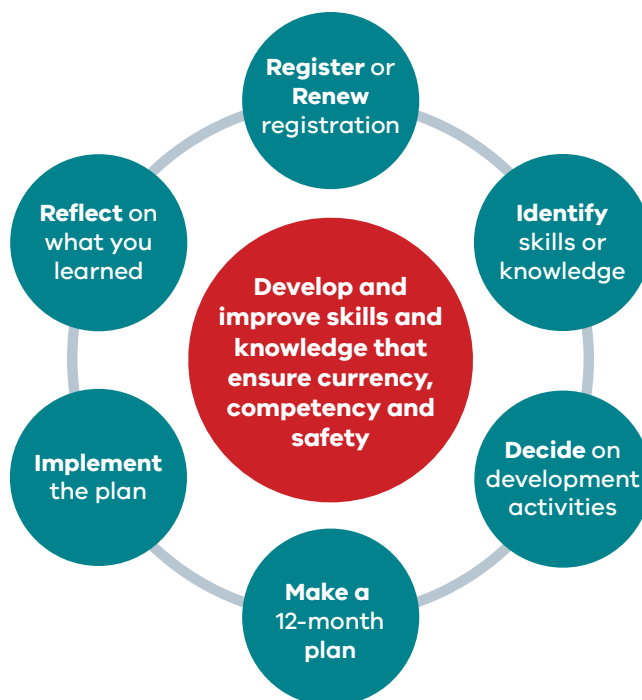 Register or
Renew
registration
Identify
skills or
knowledge
Decide on
development
activities
Make a
12-month
plan
Implement
the plan
Reflect on
what you
learned
Develop and
improve skills and
knowledge that
ensure currency,
competency and
safety